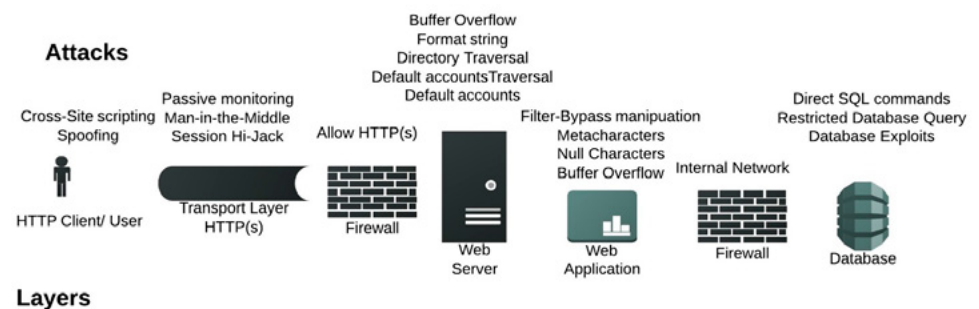 Attacks
Cross-Site scripting
Spoofing
HTTP Client/ User
Passive monitoring
Man-in-the-Middle
Session Hi-Jack
Transport Layer
HTTP(s)
Allow HTTP(s)
Firewall
Buffer Overflow
Format string
Directory Traversal
Default accountsTraversal
Default accounts
Web
Server
Filter-Bypass manipuation
Metacharacters
Null Characters
Buffer Overflow
Web
Application
Internal Network
Firewall
Direct SQL commands
Restricted Database Query
Database Exploits
Database
Layers